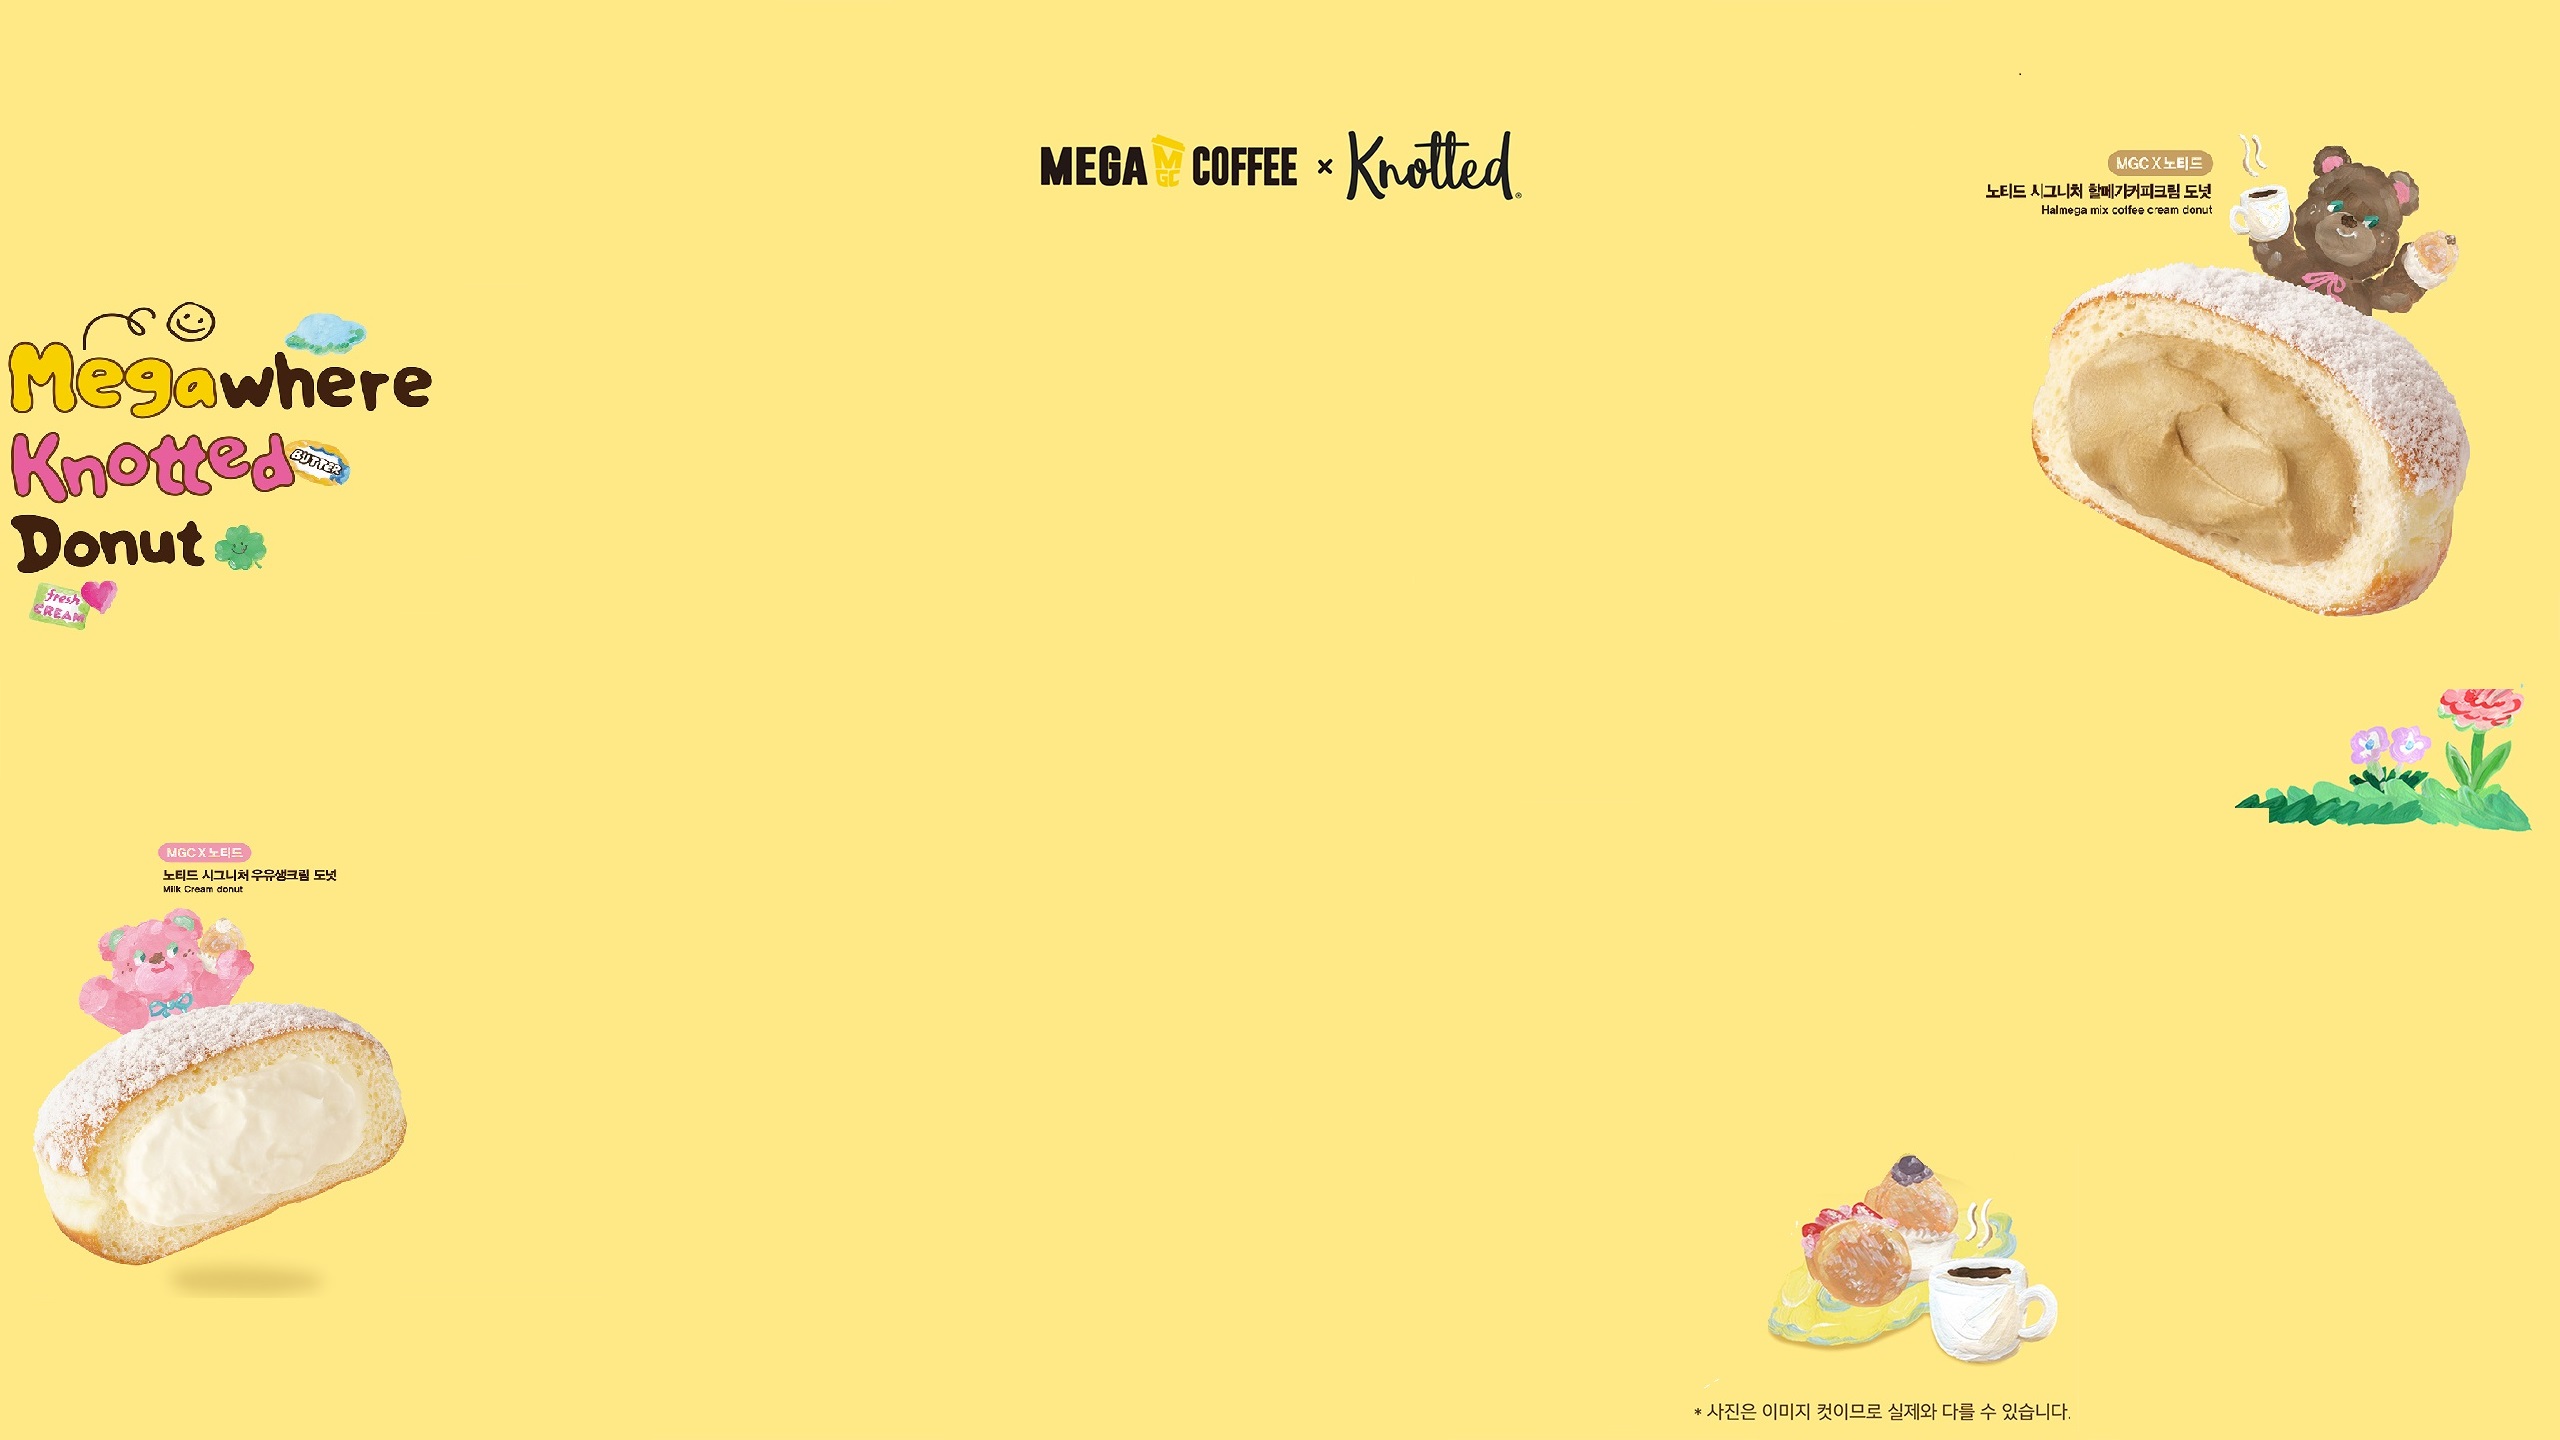 MEGA MGC COFFEE × Knotted®
MGC X 노티드
노티드 시그니처 할메가커피크림 도넛
Halmega mix coffee cream donut
Megawhere
Knotted
BUTTER
Donut
fresh
CREAM
MGC X 노티드
노티드 시그니처 우유생크림 도넛
Milk Cream donut
* 사진은 이미지 컷이므로 실제와 다를 수 있습니다.